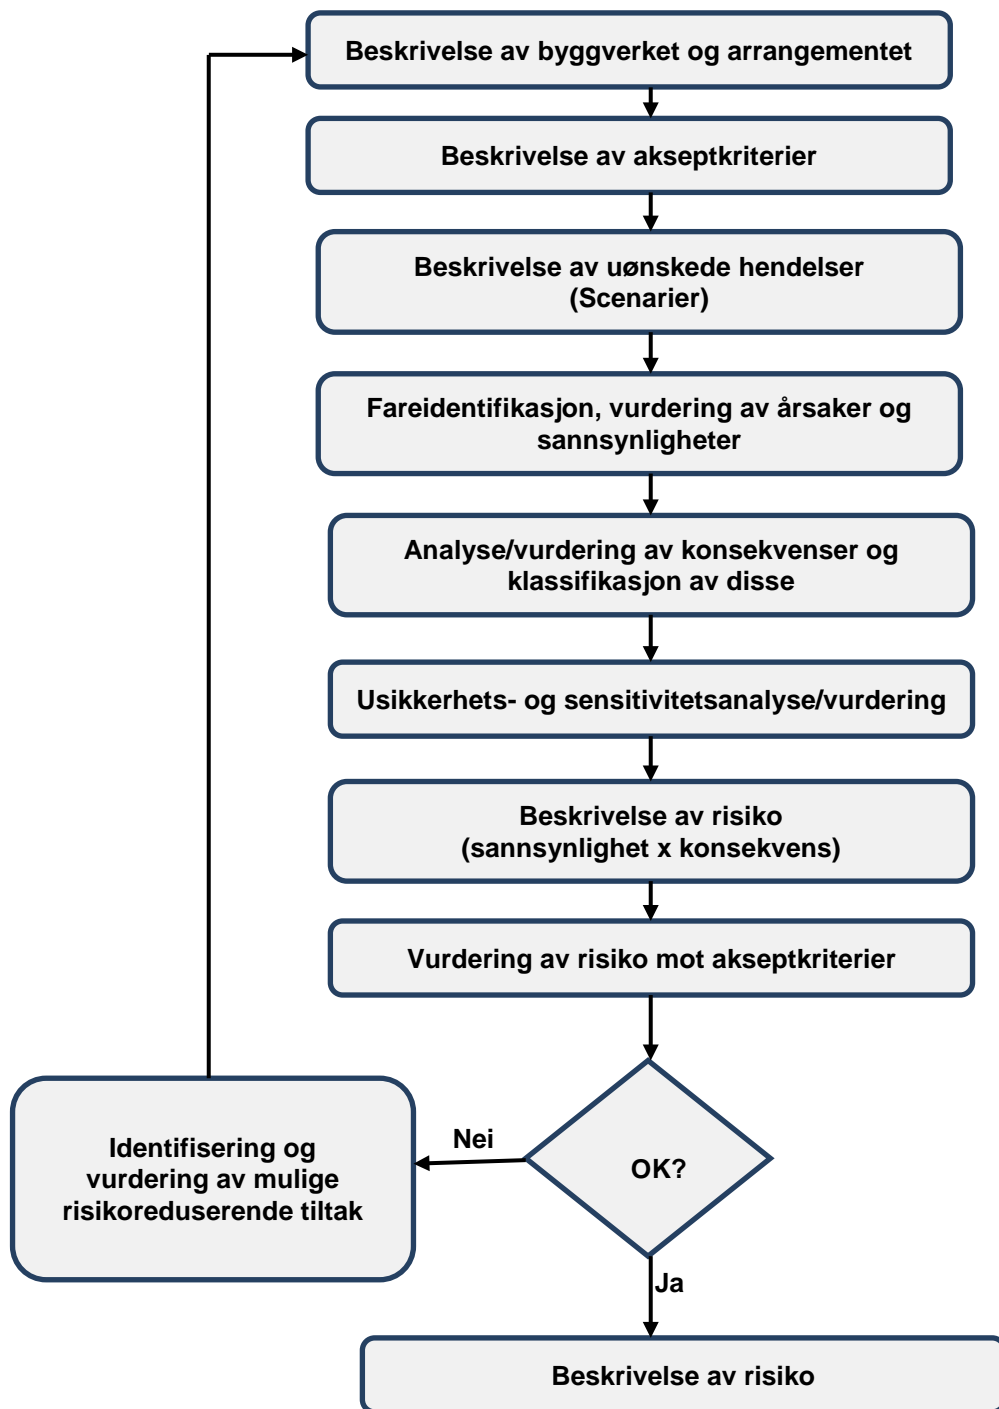 Beskrivelse av byggverket og arrangementet
Beskrivelse av akseptkriterier
Beskrivelse av uønskede hendelser
(Scenarier)
Fareidentifikasjon, vurdering av årsaker og
sannsynligheter
Analyse/vurdering av konsekvenser og
klassifikasjon av disse
Usikkerhets- og sensitivitetsanalyse/vurdering
Beskrivelse av risiko
(sannsynlighet x konsekvens)
Vurdering av risiko mot akseptkriterier
OK?
Nei
Identifisering og
vurdering av mulige
risikoreduserende tiltak
Ja
Beskrivelse av risiko